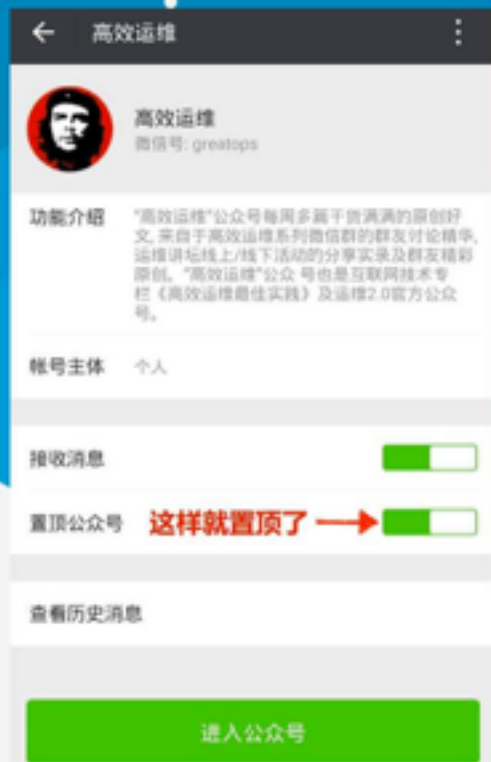 高效运维
高效运维
微信号: greatops
功能介绍
"高效运维"公众号每周多篇干货满满的原创好
文, 来自于高效运维系列微信群的群友讨论精华,
运维讲坛线上/线下活动的分享实录及群友精彩
原创。"高效运维"公众 号也是互联网技术专
栏《高效运维最佳实践》及运维2.0官方公众
号。
帐号主体 个人
接收消息
置顶公众号 这样就置顶了
查看历史消息
进入公众号